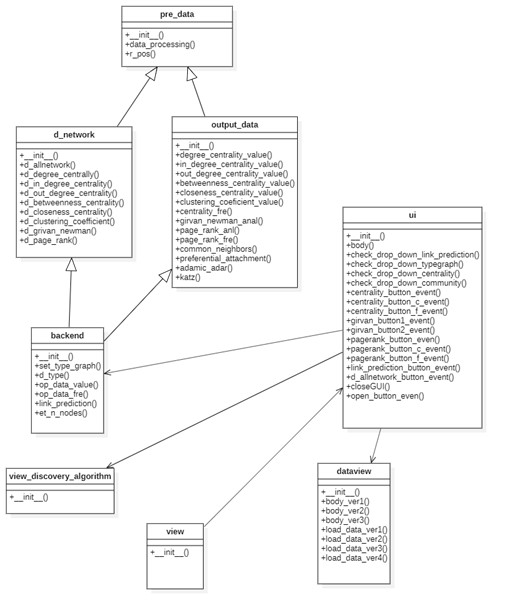 pre_data
+__init__()
+data_processing()
+r_pos()
d_network
+__init__()
+d_allnetwork()
+d_degree_centrally()
+d_in_degree_centrality()
+d_out_degree_centrality()
+d_betweenness_centrality()
+d_closeness_centrality()
+d_clustering_coefficient()
+d_grivan_newman()
+d_page_rank()
output_data
+__init__()
+degree_centrality_value()
+in_degree_centrality_value()
+out_degree_centrality_value()
+betweenness_centrality_value()
+closeness_centrality_value()
+clustering_coeficient_value()
+centrality_fre()
+girvan_newman_anal()
+page_rank_anl()
+page_rank_fre()
+common_neighbors()
+preferential_attachment()
+adamic_adar()
+katz()
ui
+__init__()
+body()
+check_drop_down_link_prediction()
+check_drop_down_typegraph()
+check_drop_down_centrality()
+check_drop_down_community()
+centrality_button_event()
+centrality_button_c_event()
+centrality_button_f_event()
+girvan_button1_event()
+girvan_button2_event()
+pagerank_button_even()
+pagerank_button_c_event()
+pagerank_button_f_event()
+link_prediction_button_event()
+d_allnetwork_button_event()
+closeGUI()
+open_button_even()
backend
+__init__()
+set_type_graph()
+d_type()
+op_data_value()
+op_data_fre()
+link_prediction()
+et_n_nodes()
view_discovery_algorithm
+__init__()
view
+__init__()
dataview
+__init__()
+body_ver1()
+body_ver2()
+body_ver3()
+load_data_ver1()
+load_data_ver2()
+load_data_ver3()
+load_data_ver4()